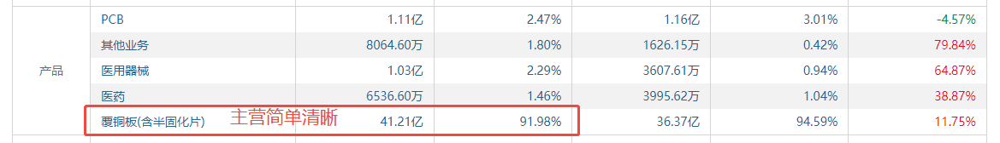 PCB 1.11亿 2.47% 1.16亿 3.01% -4.57%
其他业务 8064.60万 1.80% 1626.15万 0.42% 79.84%
产品 医用器械 1.03亿 2.29% 3607.61万 0.94% 64.87%
医药 6536.60万 1.46% 3995.62万 1.04% 38.87%
覆铜板(含半固化片) 主营简单清晰 41.21亿 91.98% 36.37亿 94.59% 11.75%